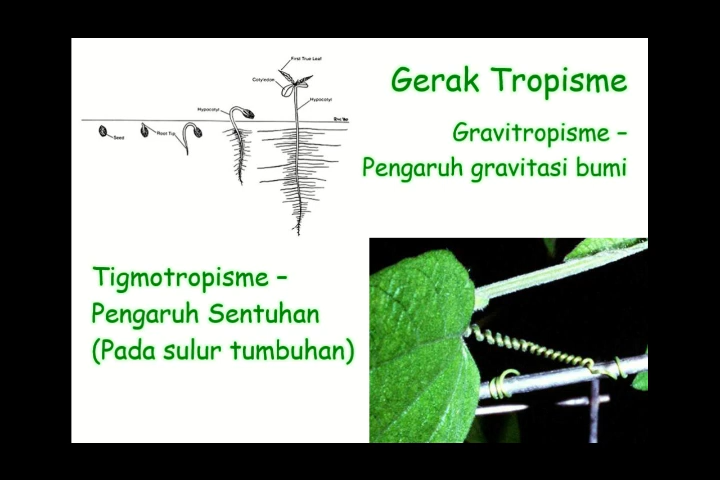 Gerak Tropisme
Gravitropisme –
Pengaruh gravitasi bumi
First True Leaf
Cotyledon
Hypocotyl
Hypocotyl
Seed
Root Tip
Tigmotropisme –
Pengaruh Sentuhan
(Pada sulur tumbuhan)